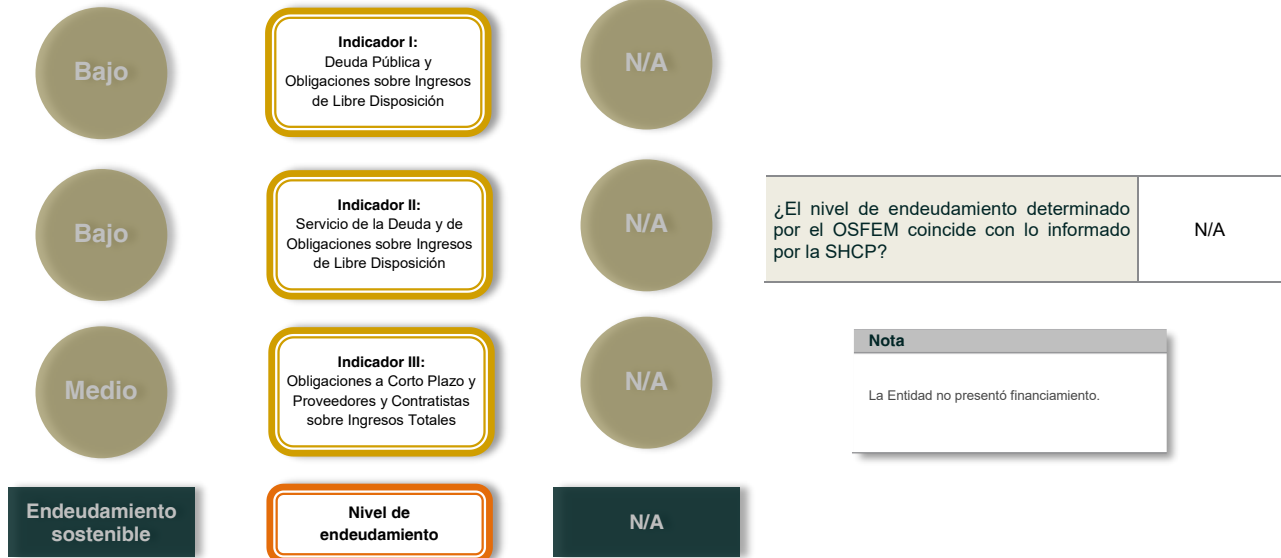 Bajo
Indicador I:
Deuda Pública y
Obligaciones sobre Ingresos
de Libre Disposición
N/A
Bajo
Indicador II:
Servicio de la Deuda y de
Obligaciones sobre Ingresos
de Libre Disposición
N/A
¿El nivel de endeudamiento determinado
por el OSFEM coincide con lo informado
por la SHCP?
N/A
Medio
Indicador III:
Obligaciones a Corto Plazo y
Proveedores y Contratistas
sobre Ingresos Totales
N/A
Nota
La Entidad no presentó financiamiento.
Endeudamiento
sostenible
Nivel de
endeudamiento
N/A